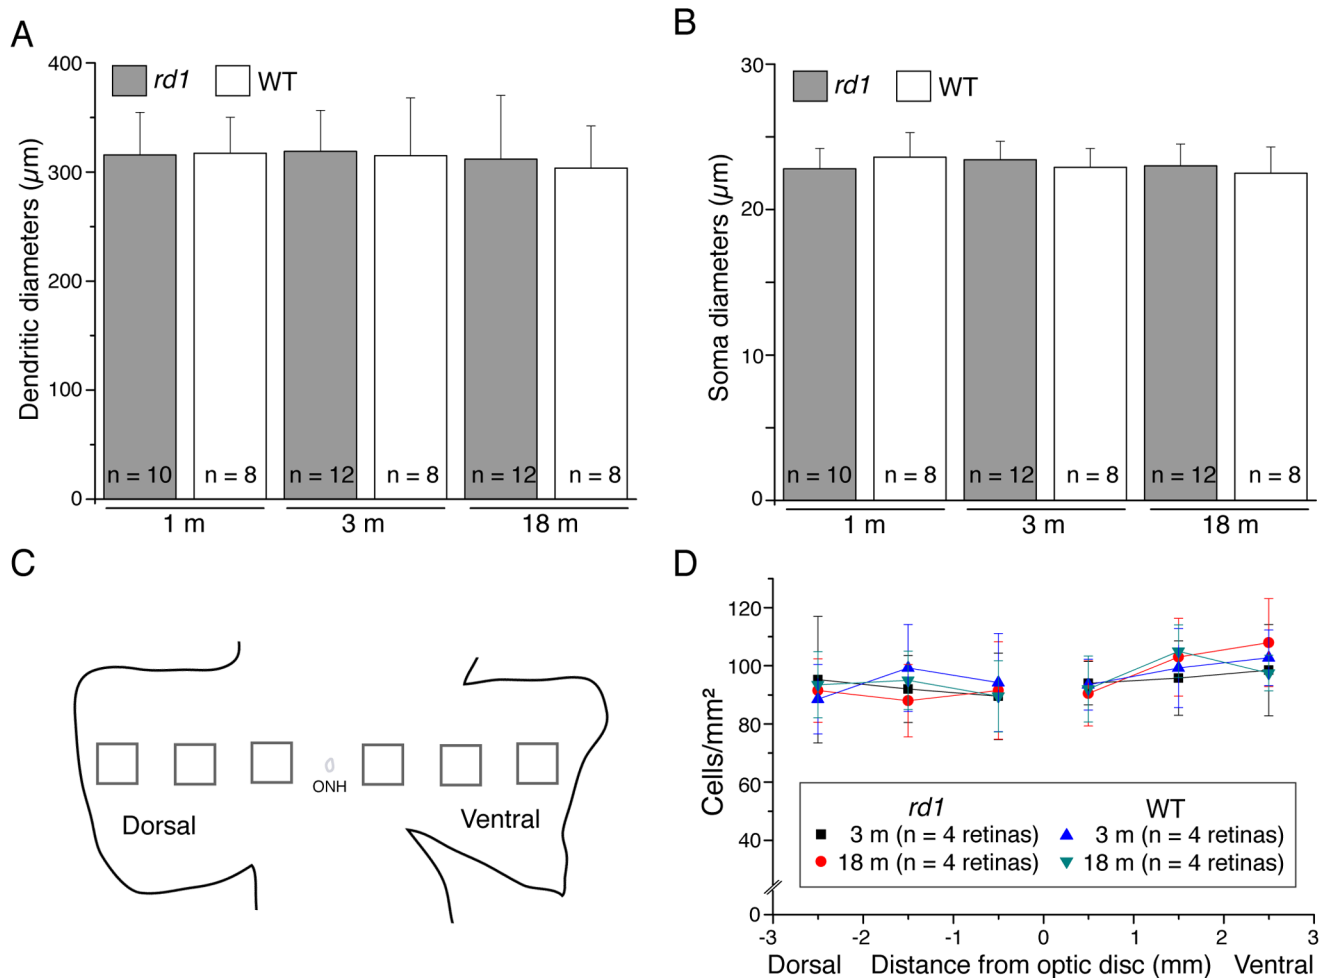 A
400
300
200
100
0
Dendritic diameters (µm)
rd1 WT
n = 10 n = 8 n = 12 n = 8 n = 12 n = 8
1 m 3 m 18 m
B
30
20
10
0
Soma diameters (µm)
rd1 WT
n = 10 n = 8 n = 12 n = 8 n = 12 n = 8
1 m 3 m 18 m
C
ONH
Dorsal Ventral
D
120
100
80
60
40
0
Cells/mm²
rd1 WT
3 m (n = 4 retinas) 3 m (n = 4 retinas)
18 m (n = 4 retinas) 18 m (n = 4 retinas)
-3 -2 -1 0 1 2 3
Dorsal Distance from optic disc (mm) Ventral